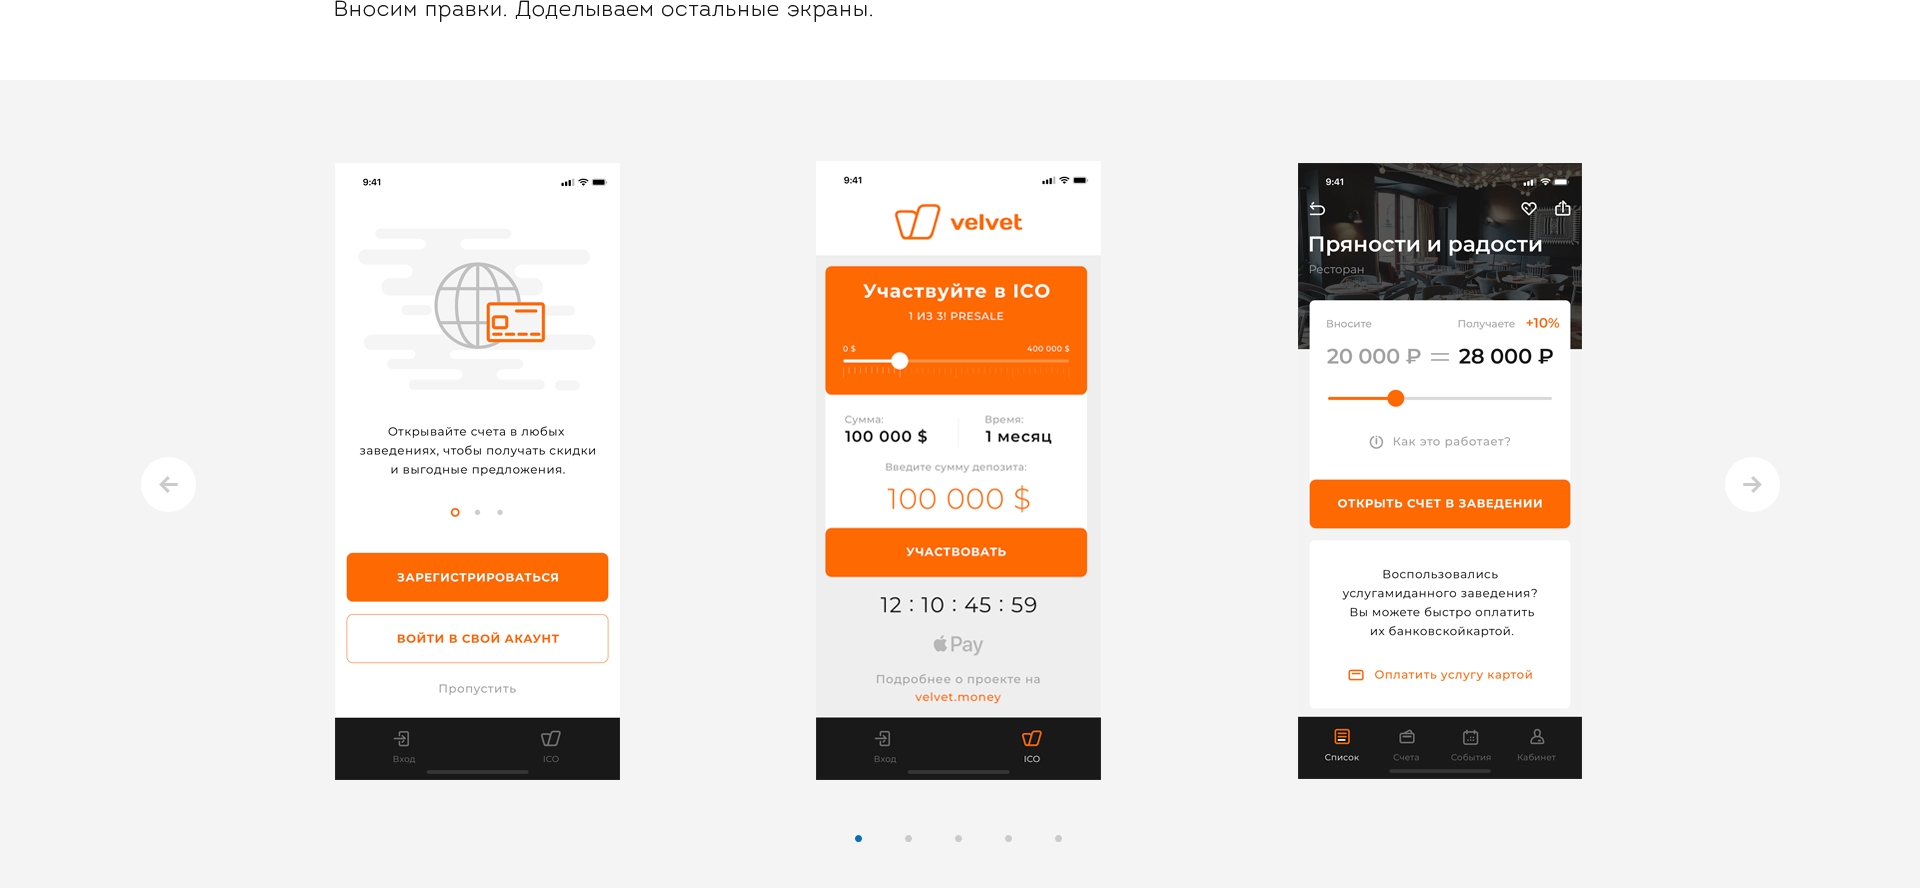 Вносим правки. Доделываем остальные экраны.
9:41
Открывайте счета в любых
заведениях, чтобы получать скидки
и выгодные предложения.
ЗАРЕГИСТРИРОВАТЬСЯ
ВОЙТИ В СВОЙ АКАУНТ
Пропустить
Вход ICO
9:41
velvet
Участвуйте в ICO
1 ИЗ 3! PRESALE
0 $ 400 000 $
Сумма: Время:
100 000 $ 1 месяц
Введите сумму депозита:
100 000 $
УЧАСТВОВАТЬ
12 : 10 : 45 : 59
Pay
Подробнее о проекте на
velvet.money
Вход ICO
9:41
Пряности и радости
Ресторан
Вносите Получаете +10%
20 000 ₽ = 28 000 ₽
Как это работает?
ОТКРЫТЬ СЧЕТ В ЗАВЕДЕНИИ
Воспользовались
услугамиданного заведения?
Вы можете быстро оплатить
их банковскойкартой.
Оплатить услугу картой
Список Счета События Кабинет